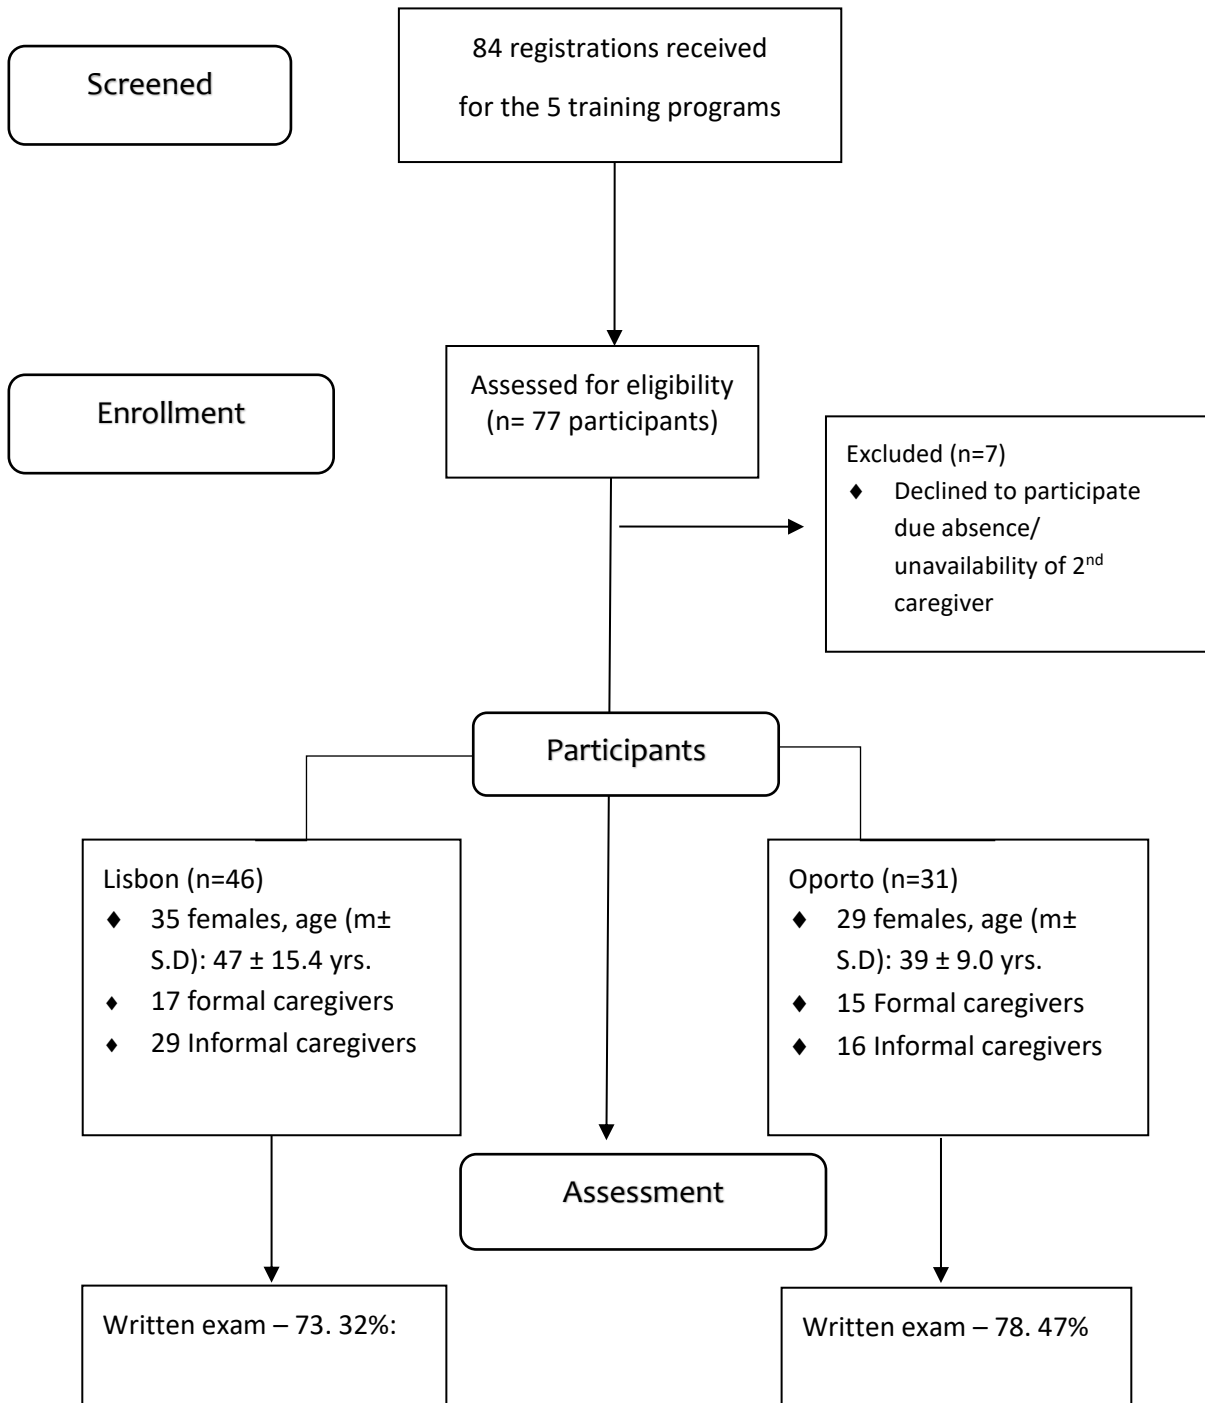 Screened
84 registrations received
for the 5 training programs
Enrollment
Assessed for eligibility
(n= 77 participants)
Excluded (n=7)
♦ Declined to participate
due absence/
unavailability of 2nd
caregiver
Participants
Lisbon (n=46)
♦ 35 females, age (m±
S.D): 47 ± 15.4 yrs.
♦ 17 formal caregivers
♦ 29 Informal caregivers
Oporto (n=31)
♦ 29 females, age (m±
S.D): 39 ± 9.0 yrs.
♦ 15 Formal caregivers
♦ 16 Informal caregivers
Assessment
Written exam – 73. 32%:
Written exam – 78. 47%